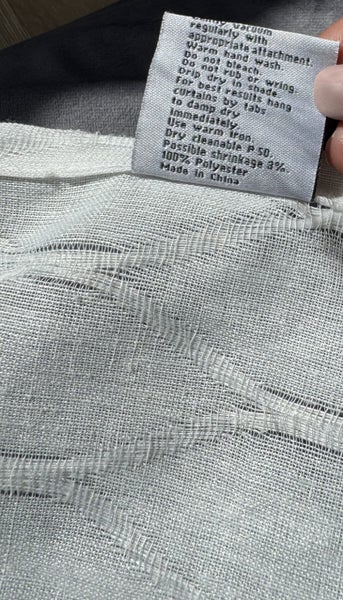 vacuum
regularly with
appropriate attachment.
Warm hand wash.
Do not bleach.
Do not rub or wring.
Drip dry in shade.
For best results hang
curtains by tabs
to damp dry
immediately.
Use warm iron.
Dry cleanable P 50.
Possible shrinkage 3%.
100% Polyester
Made in China